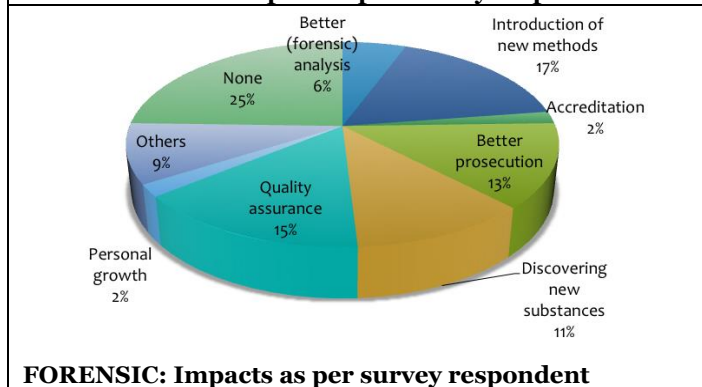 Better
(forensic)
analysis
6%
Introduction of
new methods
17%
Accreditation
2%
Better
prosecution
13%
Discovering
new
substances
11%
Quality
assurance
15%
Personal
growth
2%
Others
9%
None
25%
FORENSIC: Impacts as per survey respondent